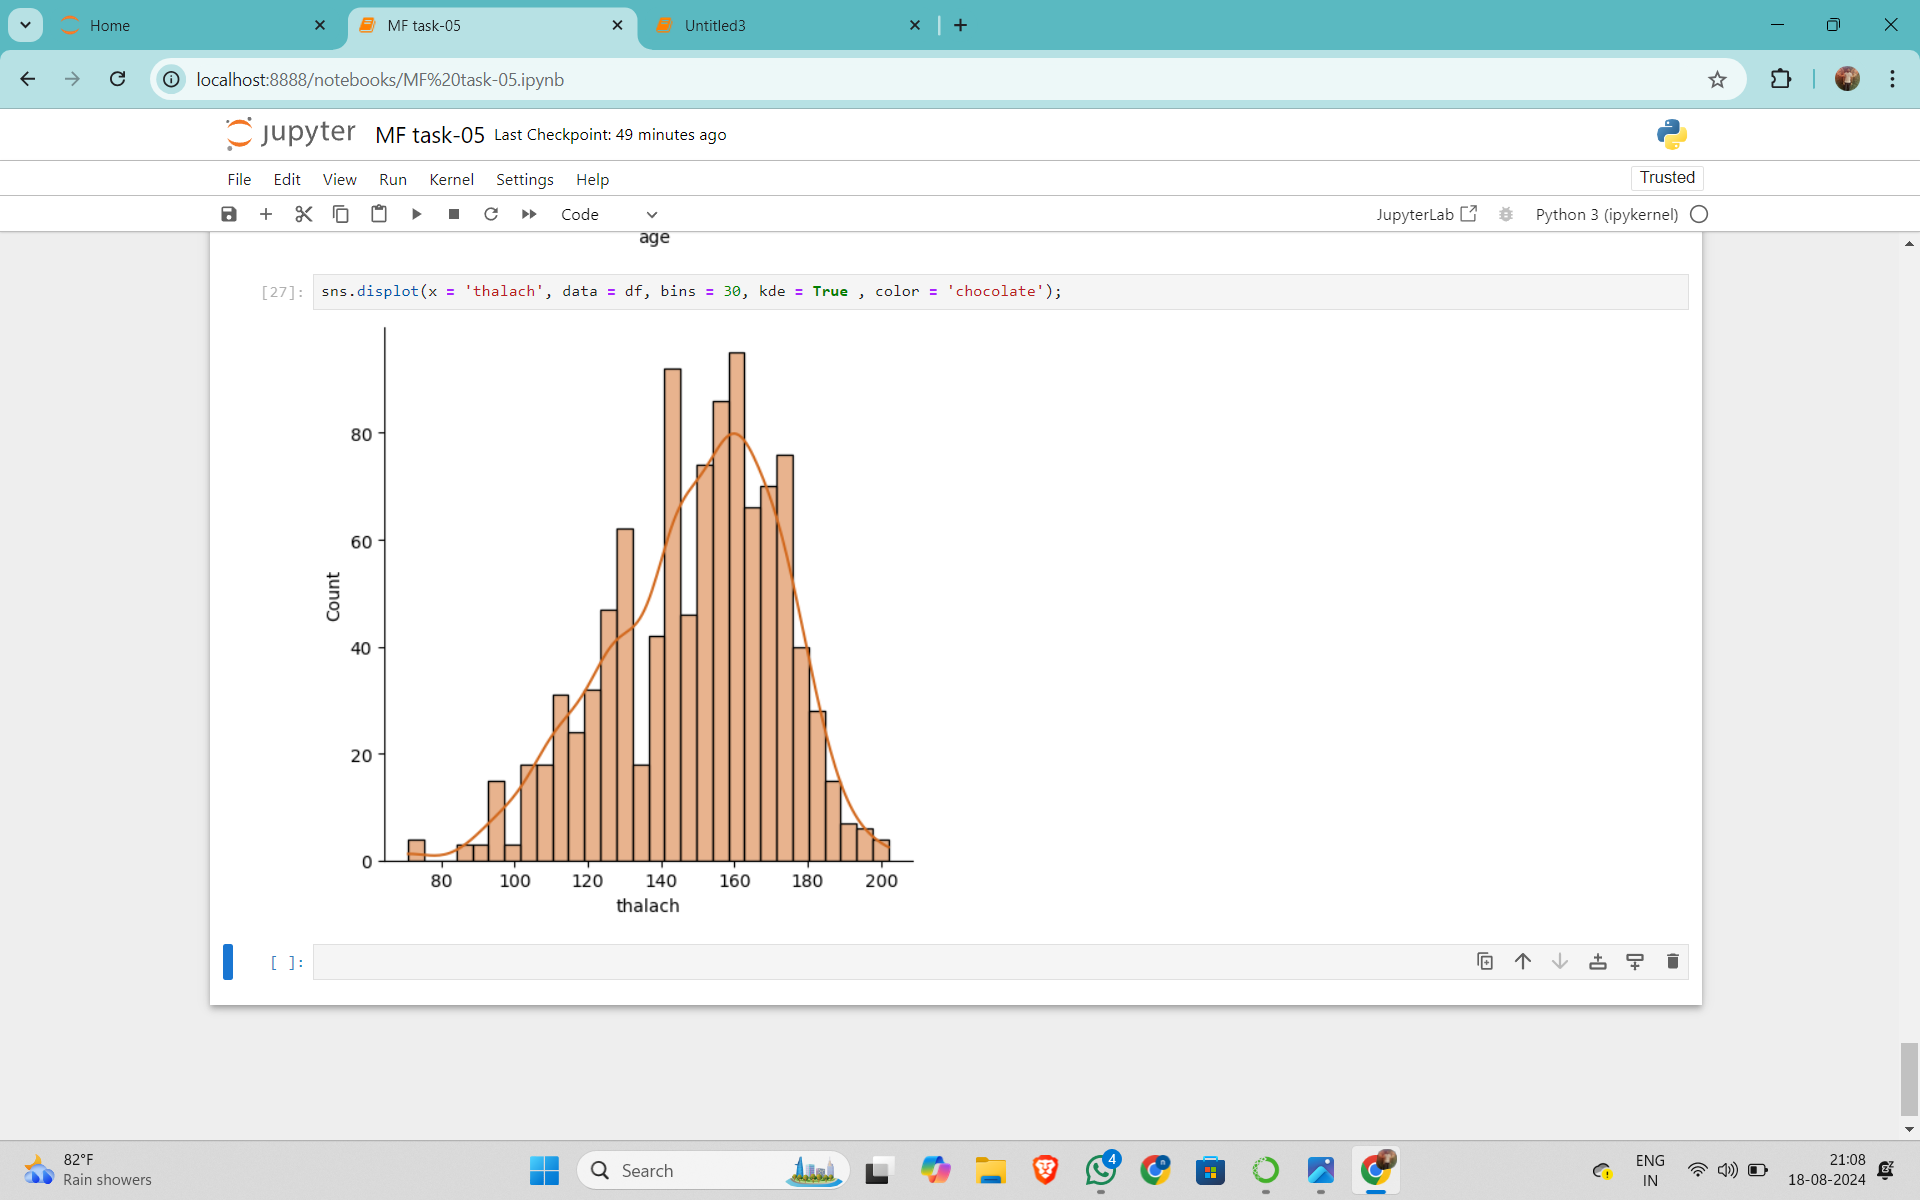 Home
MF task-05
Untitled3
localhost:8888/notebooks/MF%20task-05.ipynb
jupyter MF task-05 Last Checkpoint: 49 minutes ago
File Edit View Run Kernel Settings Help
Trusted
Code
JupyterLab
Python 3 (ipykernel)
age
[27]: sns.displot(x = 'thalach', data = df, bins = 30, kde = True , color = 'chocolate');
80
60
40
20
0
Count
80 100 120 140 160 180 200
thalach
[ ]:
82°F
Rain showers
Search
4
ENG
IN
21:08
18-08-2024